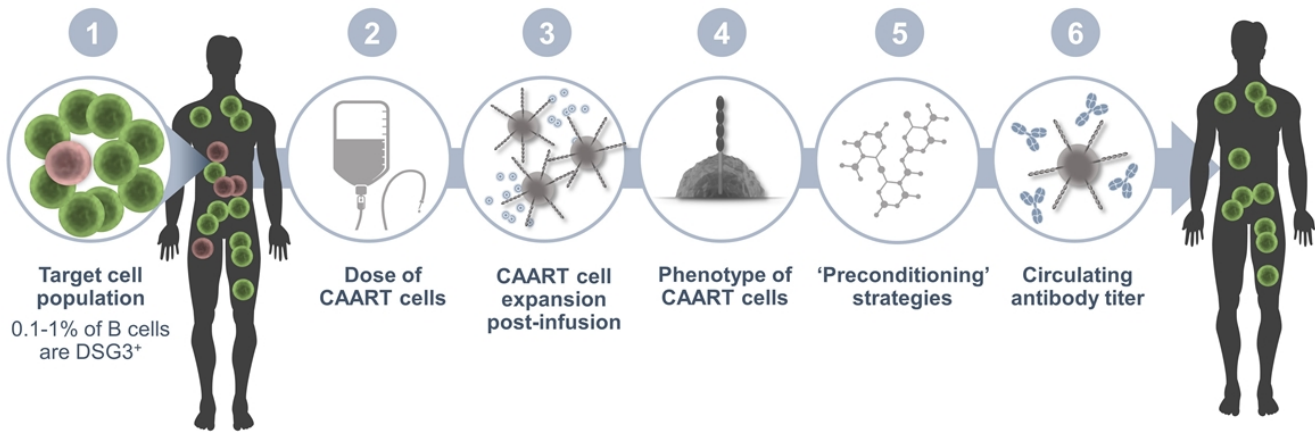 1
2
3
4
5
6
Target cell
population
0.1-1% of B cells
are DSG3⁺
Dose of
CAART cells
CAART cell
expansion
post-infusion
Phenotype of
CAART cells
‘Preconditioning’
strategies
Circulating
antibody titer